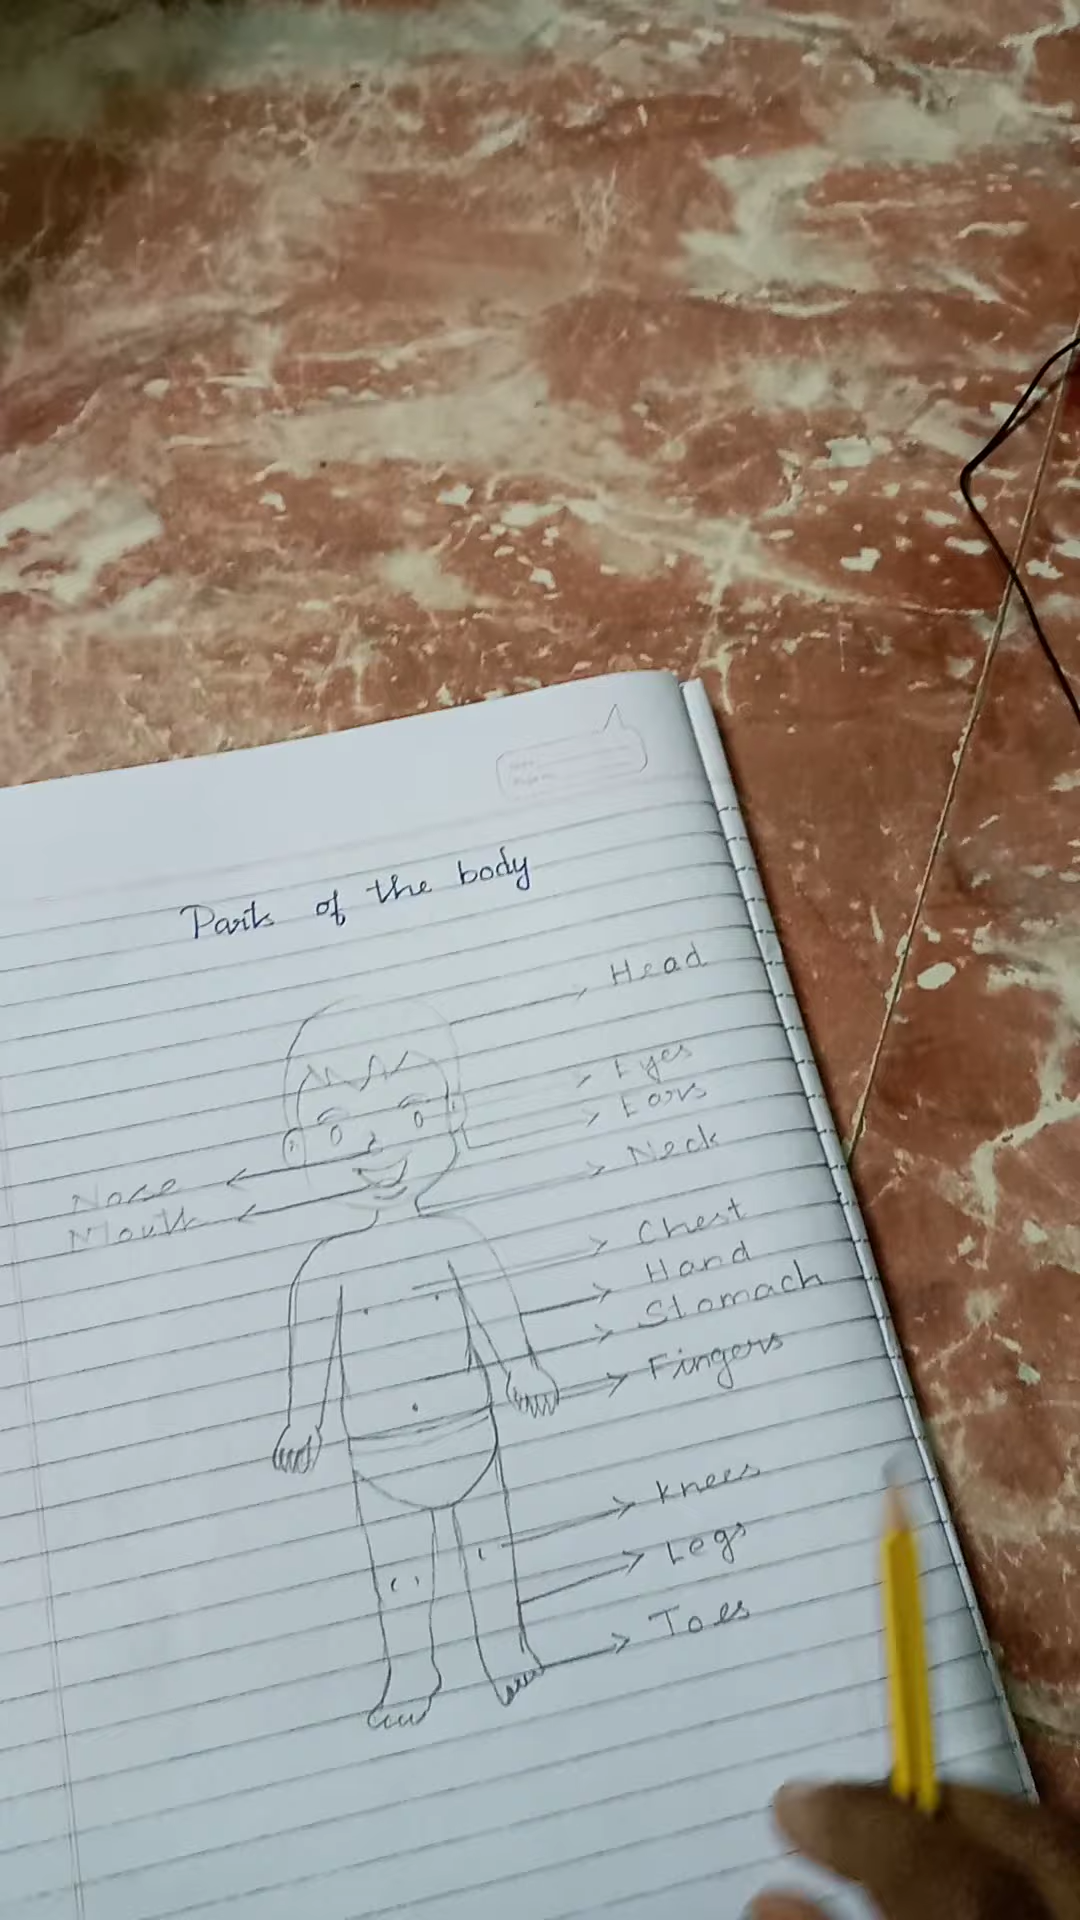 Parts of the body
Head
Eyes
Ears
Neck
Nose
Mouth
Chest
Hand
Stomach
Fingers
Knees
Legs
Toes